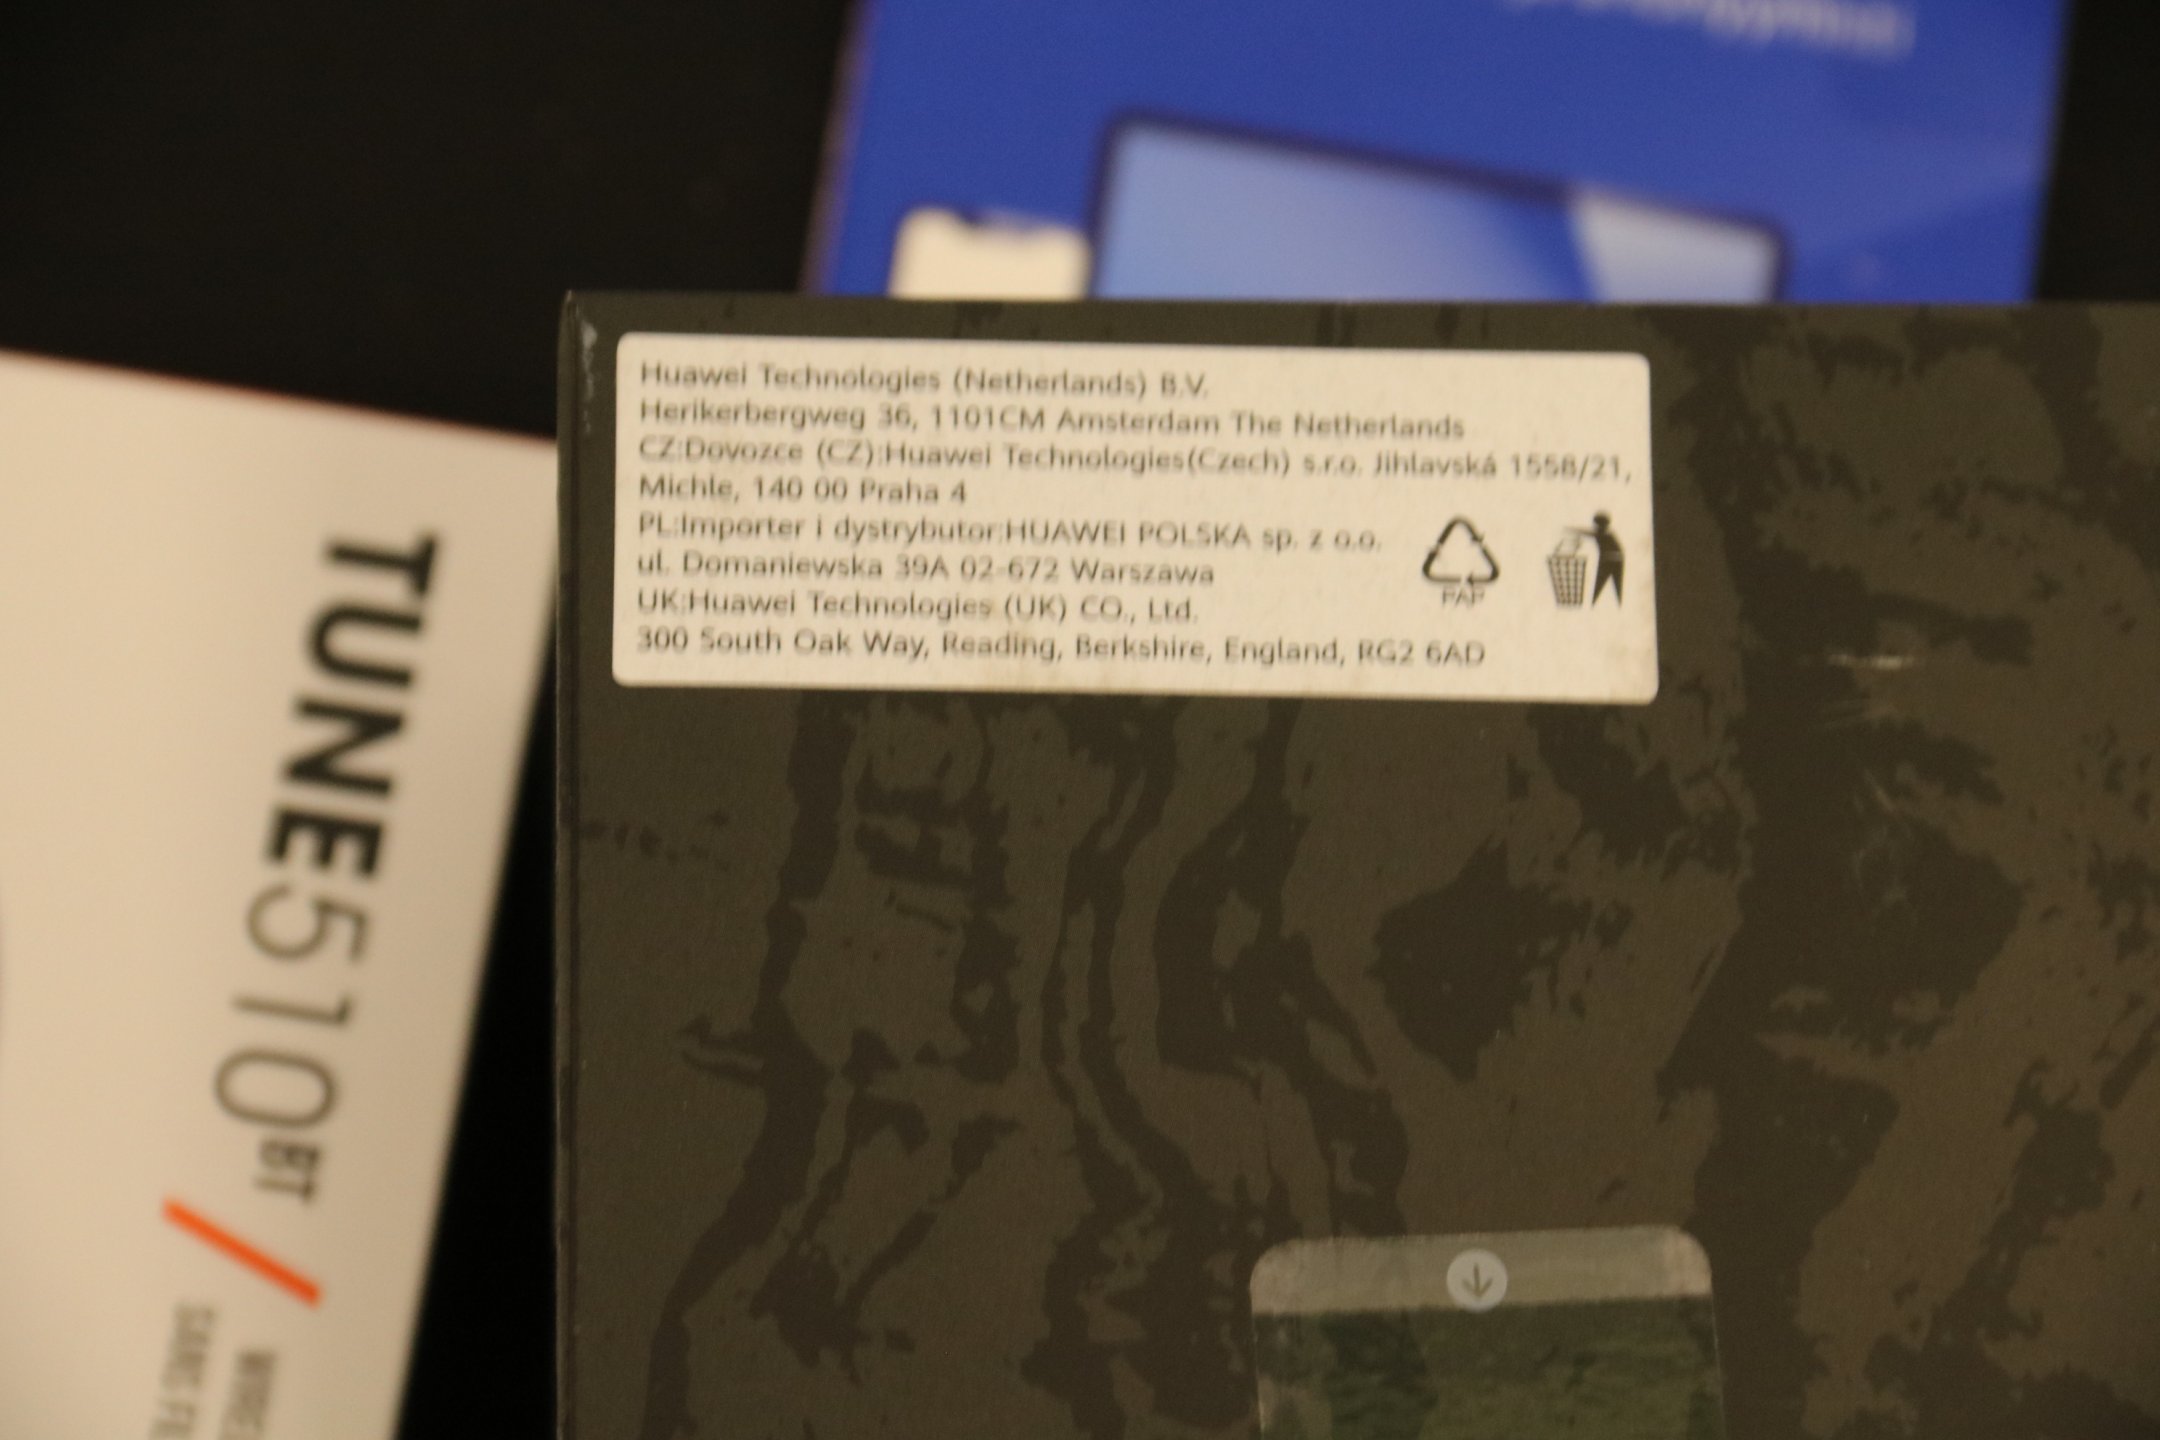 Huawei Technologies (Netherlands) B.V.
Herikerbergweg 36, 1101CM Amsterdam The Netherlands
CZ:Dovozce (CZ):Huawei Technologies(Czech) s.r.o. Jihlavská 1558/21,
Michle, 140 00 Praha 4
PL:Importer i dystrybutor:HUAWEI POLSKA sp. z o.o.
ul. Domaniewska 39A 02-672 Warszawa
UK:Huawei Technologies (UK) CO., Ltd.
300 South Oak Way, Reading, Berkshire, England, RG2 6AD
PAP
TUNE510BT